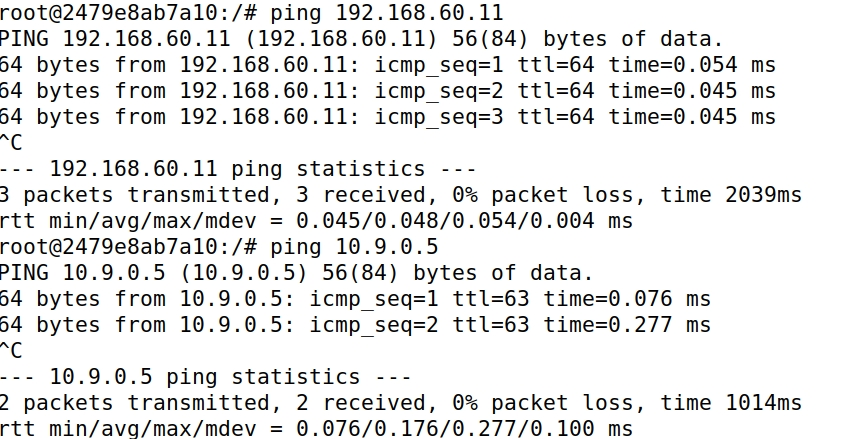 root@2479e8ab7a10:/# ping 192.168.60.11
PING 192.168.60.11 (192.168.60.11) 56(84) bytes of data.
64 bytes from 192.168.60.11: icmp_seq=1 ttl=64 time=0.054 ms
64 bytes from 192.168.60.11: icmp_seq=2 ttl=64 time=0.045 ms
64 bytes from 192.168.60.11: icmp_seq=3 ttl=64 time=0.045 ms
^C
--- 192.168.60.11 ping statistics ---
3 packets transmitted, 3 received, 0% packet loss, time 2039ms
rtt min/avg/max/mdev = 0.045/0.048/0.054/0.004 ms
root@2479e8ab7a10:/# ping 10.9.0.5
PING 10.9.0.5 (10.9.0.5) 56(84) bytes of data.
64 bytes from 10.9.0.5: icmp_seq=1 ttl=63 time=0.076 ms
64 bytes from 10.9.0.5: icmp_seq=2 ttl=63 time=0.277 ms
^C
--- 10.9.0.5 ping statistics ---
2 packets transmitted, 2 received, 0% packet loss, time 1014ms
rtt min/avg/max/mdev = 0.076/0.176/0.277/0.100 ms